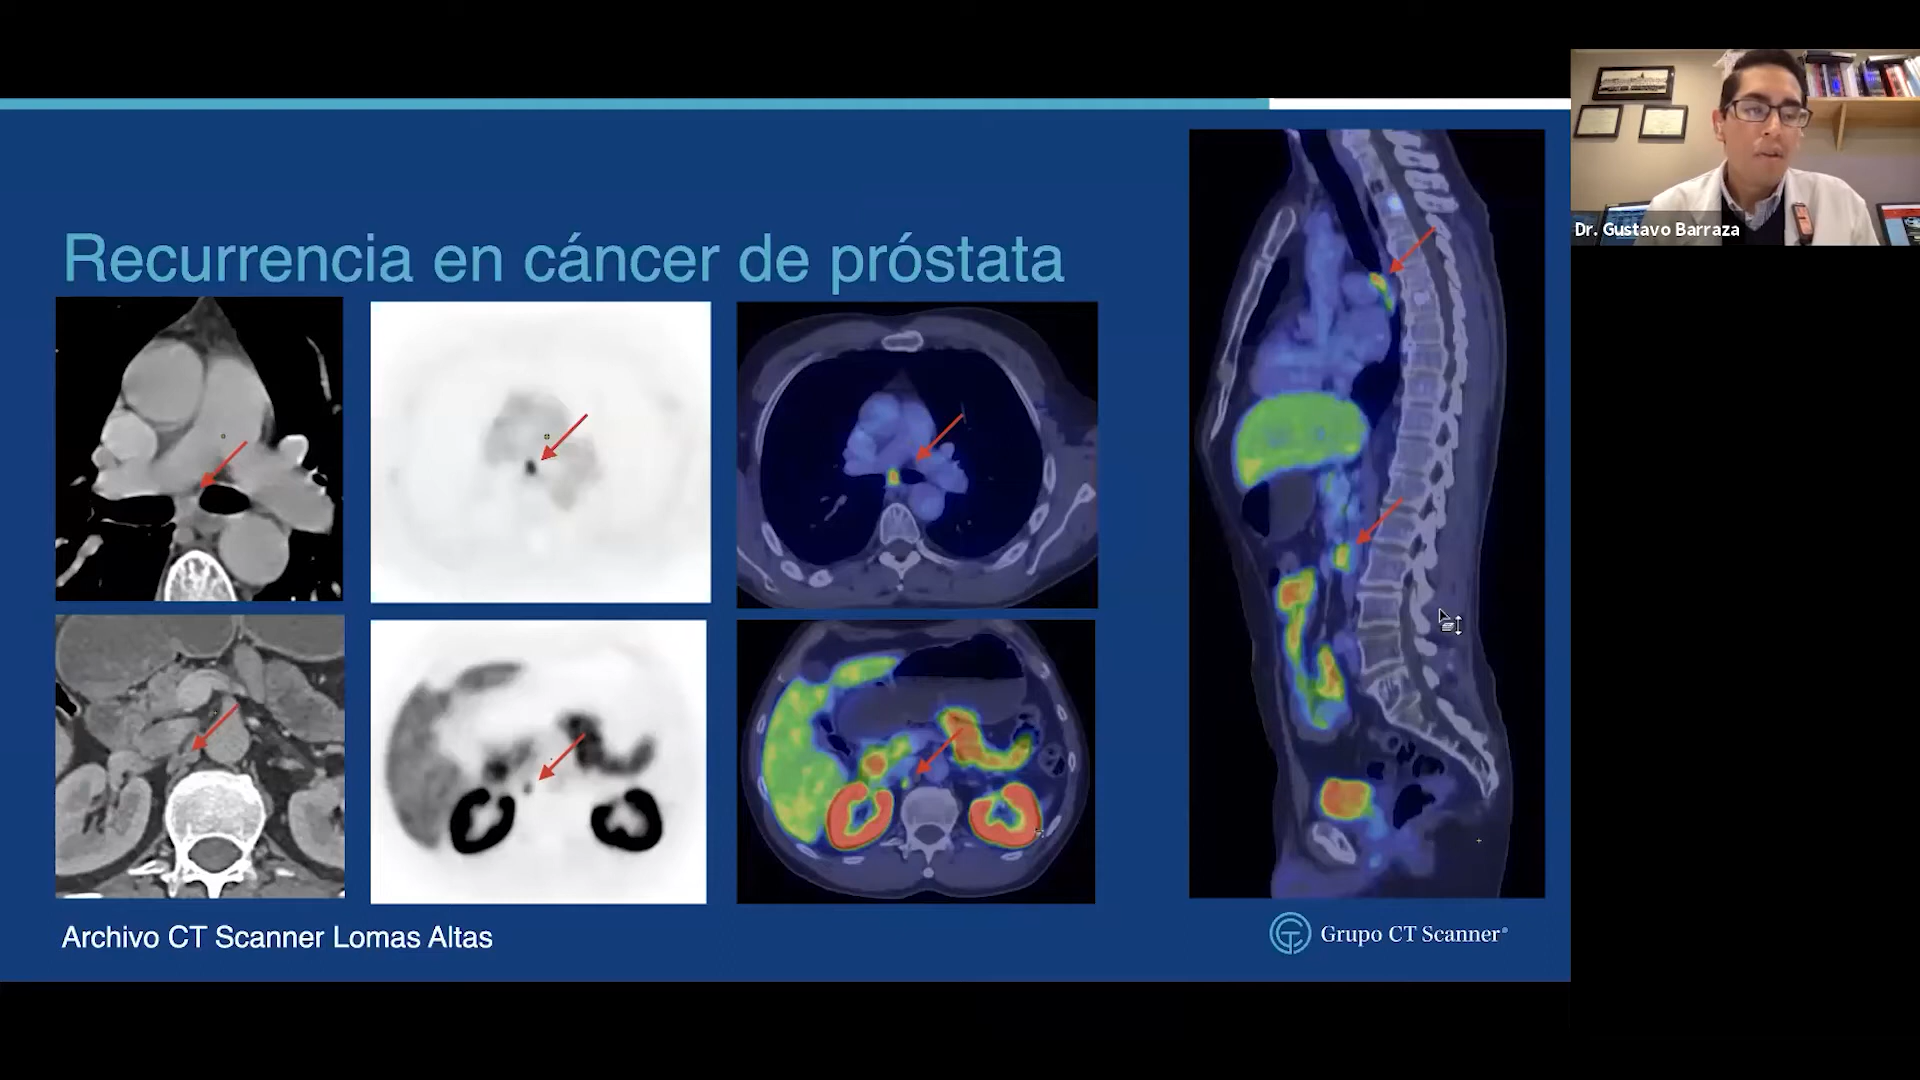 Recurrencia en cáncer de próstata
Dr. Gustavo Barraza
Archivo CT Scanner Lomas Altas
Grupo CT Scanner®